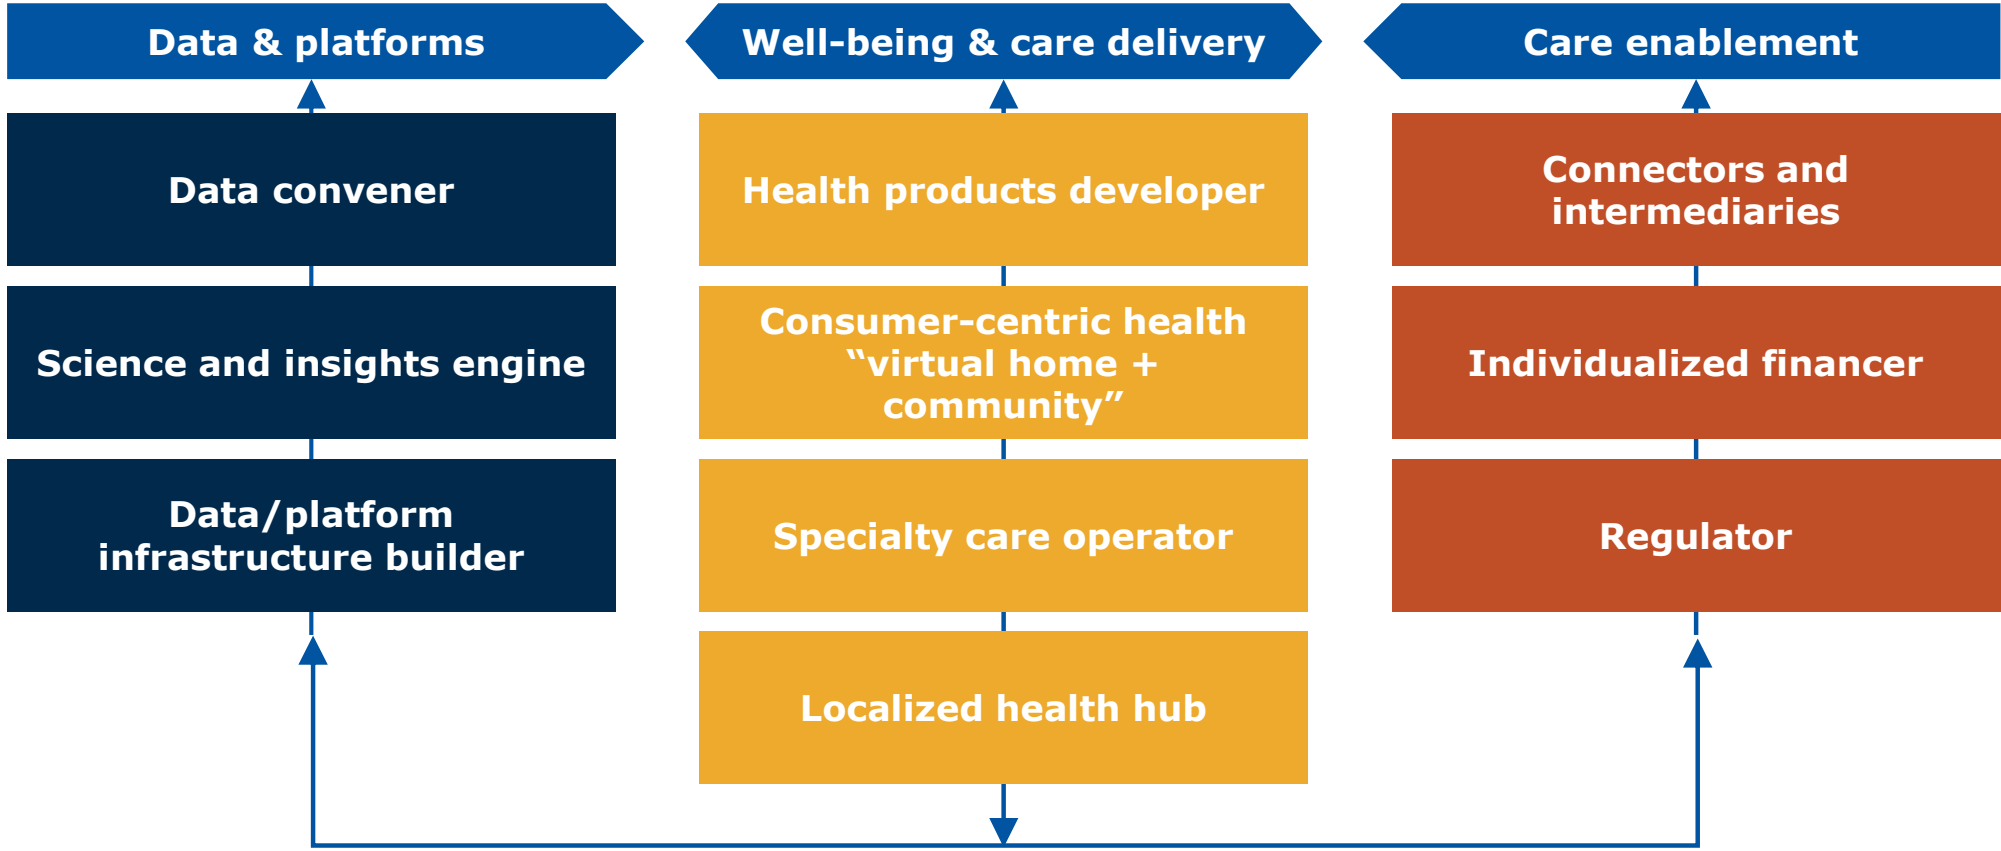 Data & platforms
Data convener
Science and insights engine
Data/platform
infrastructure builder
Well-being & care delivery
Health products developer
Consumer-centric health
“virtual home +
community”
Specialty care operator
Localized health hub
Care enablement
Connectors and
intermediaries
Individualized financer
Regulator